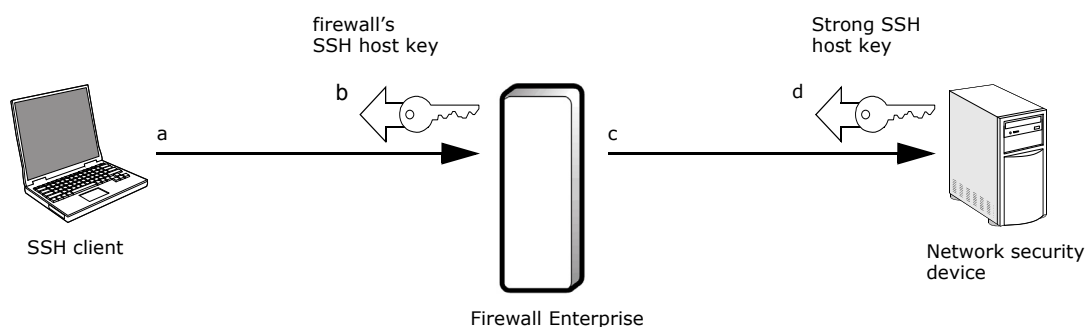 firewall's
SSH host key
Strong SSH
host key
b
d
a
c
SSH client
Network security
device
Firewall Enterprise